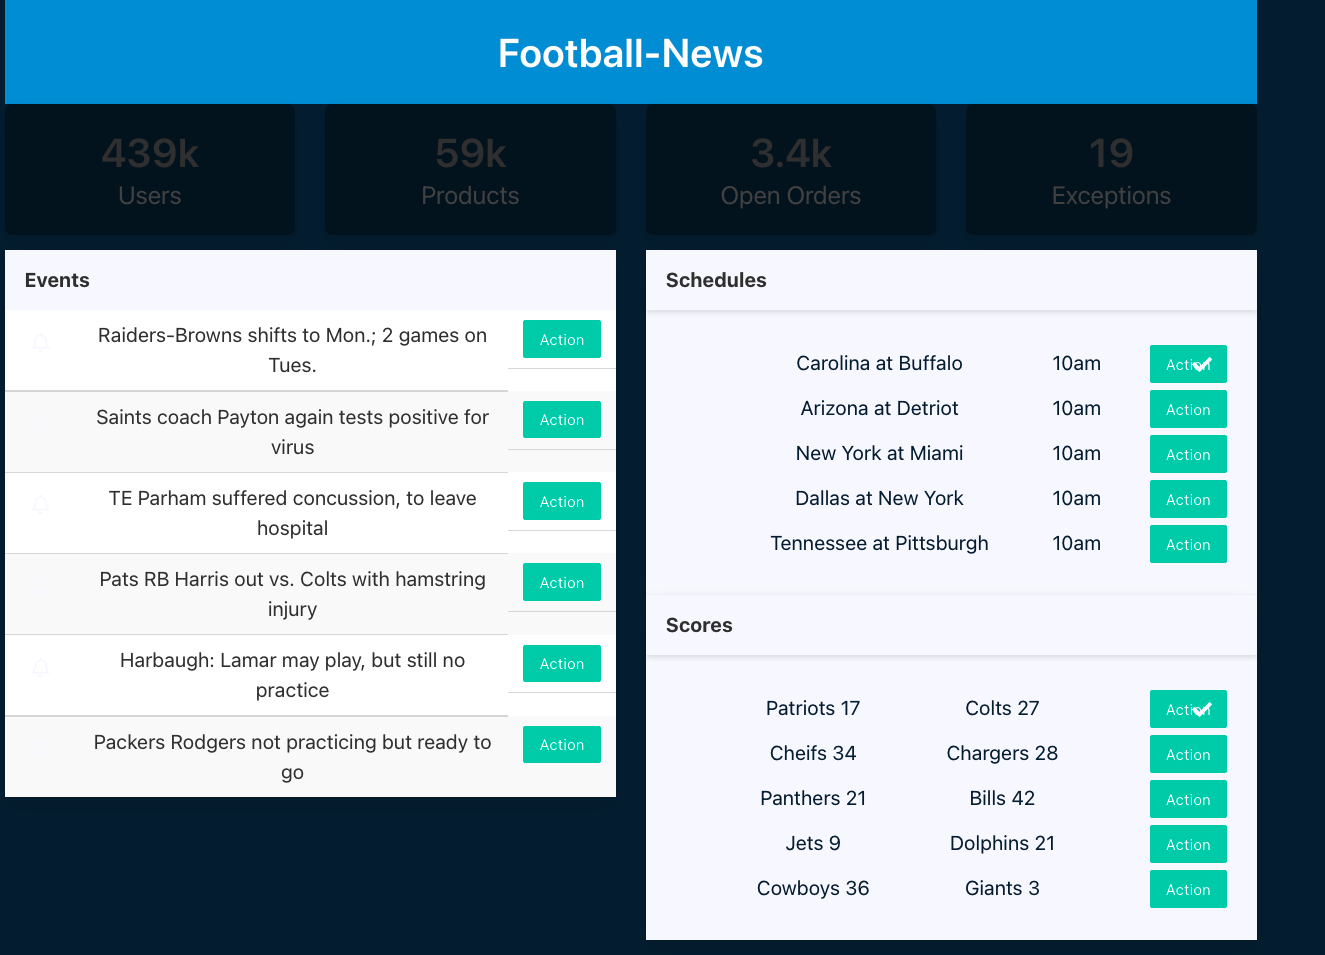 Football-News
439k
Users
59k
Products
3.4k
Open Orders
19
Exceptions
Events
Raiders-Browns shifts to Mon.; 2 games on
Tues.
Action
Saints coach Payton again tests positive for
virus
Action
TE Parham suffered concussion, to leave
hospital
Action
Pats RB Harris out vs. Colts with hamstring
injury
Action
Harbaugh: Lamar may play, but still no
practice
Action
Packers Rodgers not practicing but ready to
go
Action
Schedules
Carolina at Buffalo 10am Action
Arizona at Detriot 10am Action
New York at Miami 10am Action
Dallas at New York 10am Action
Tennessee at Pittsburgh 10am Action
Scores
Patriots 17 Colts 27 Action
Cheifs 34 Chargers 28 Action
Panthers 21 Bills 42 Action
Jets 9 Dolphins 21 Action
Cowboys 36 Giants 3 Action